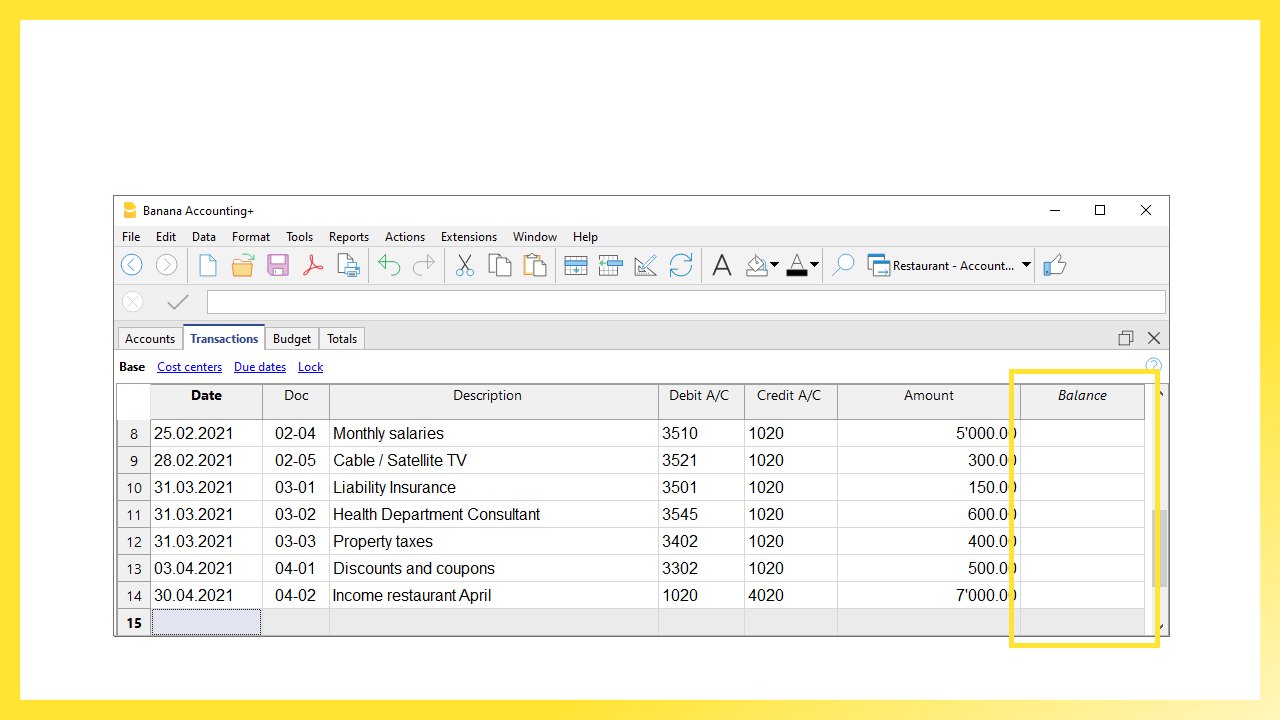 Banana Accounting+
File Edit Data Format Tools Reports Actions Extensions Window Help
Restaurant - Account...
Accounts Transactions Budget Totals
Base Cost centers Due dates Lock
Date Doc Description Debit A/C Credit A/C Amount Balance
8 25.02.2021 02-04 Monthly salaries 3510 1020 5'000.00
9 28.02.2021 02-05 Cable / Satellite TV 3521 1020 300.00
10 31.03.2021 03-01 Liability Insurance 3501 1020 150.00
11 31.03.2021 03-02 Health Department Consultant 3545 1020 600.00
12 31.03.2021 03-03 Property taxes 3402 1020 400.00
13 03.04.2021 04-01 Discounts and coupons 3302 1020 500.00
14 30.04.2021 04-02 Income restaurant April 1020 4020 7'000.00
15